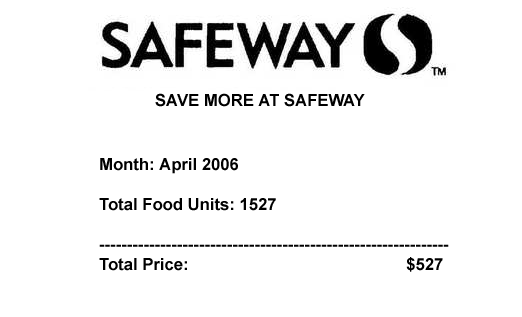 SAFEWAY TM
SAVE MORE AT SAFEWAY
Month: April 2006
Total Food Units: 1527
----------------------------------------------------------------
Total Price: $527